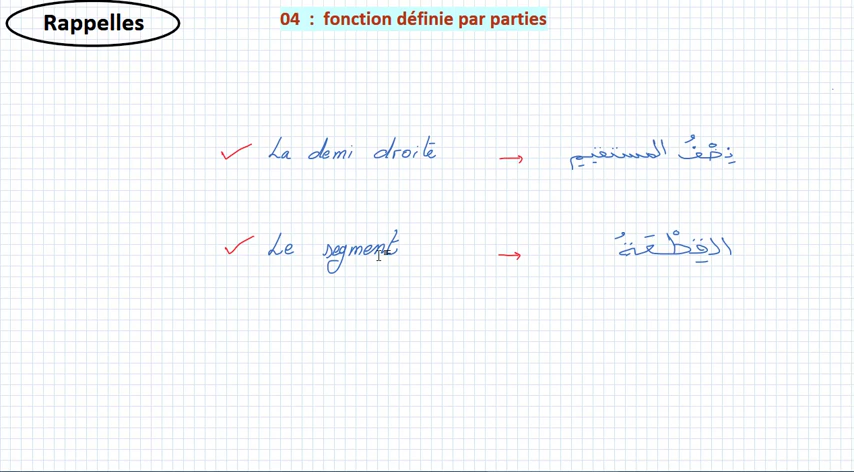 Rappelles
04 : fonction définie par parties
La demi droite → نِصْفُ المستقيم
Le segment → القِطْعَةُ